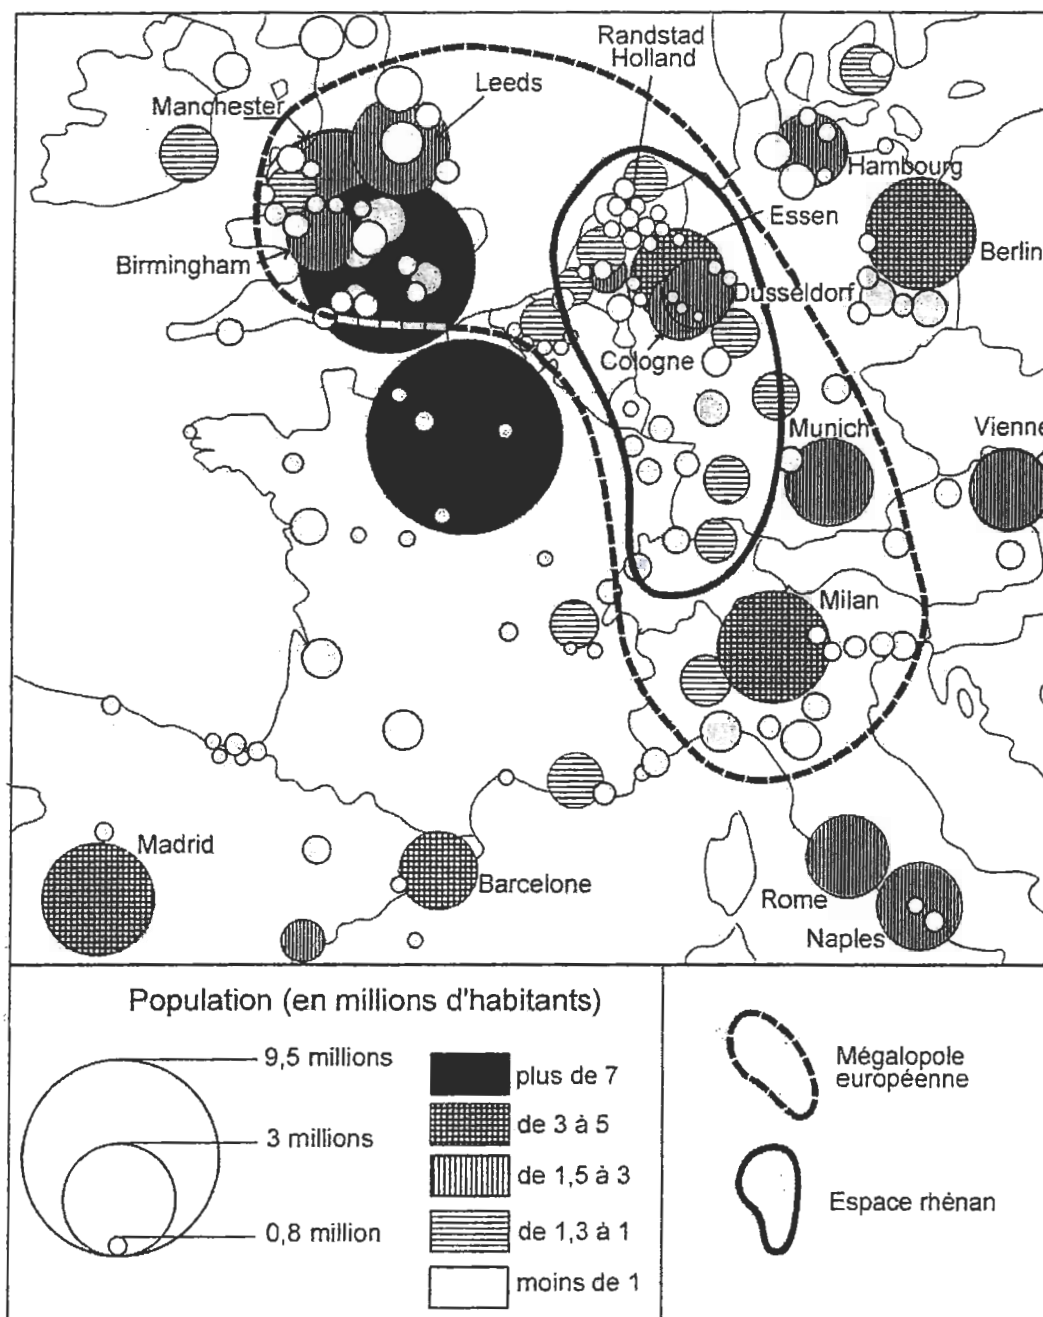 Randstad
Holland
Leeds
Manchester
Hambourg
Essen
Birmingham
Berlin
Düsseldorf
Cologne
Munich
Vienne
Milan
Madrid
Barcelone
Rome
Naples
Population (en millions d'habitants)
9,5 millions
3 millions
0,8 million
plus de 7
de 3 à 5
de 1,5 à 3
de 1,3 à 1
moins de 1
Mégalopole
européenne
Espace rhénan